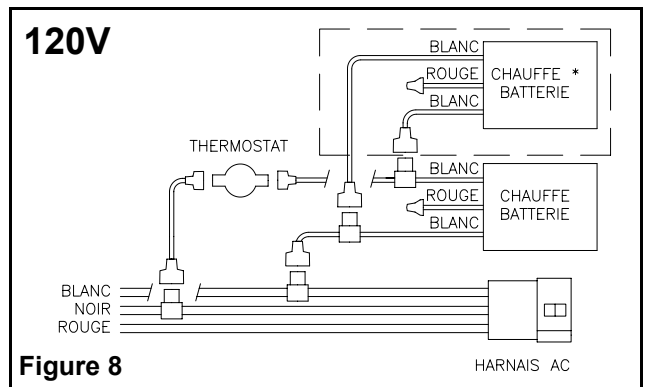 120V
BLANC
ROUGE
BLANC
CHAUFFE *
BATTERIE
THERMOSTAT
BLANC
ROUGE
BLANC
CHAUFFE
BATTERIE
BLANC
NOIR
ROUGE
Figure 8
HARNAIS AC